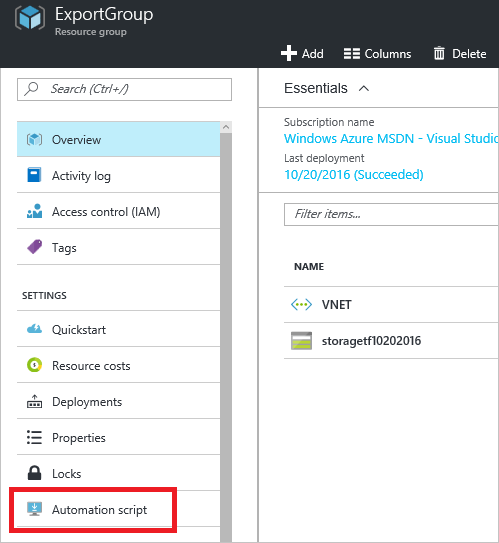 ExportGroup
Resource group
Add
Columns
Delete
Search (Ctrl+/)
Overview
Activity log
Access control (IAM)
Tags
SETTINGS
Quickstart
Resource costs
Deployments
Properties
Locks
Automation script
Essentials
Subscription name
Windows Azure MSDN - Visual Studio
Last deployment
10/20/2016 (Succeeded)
Filter items...
NAME
VNET
storagetf10202016